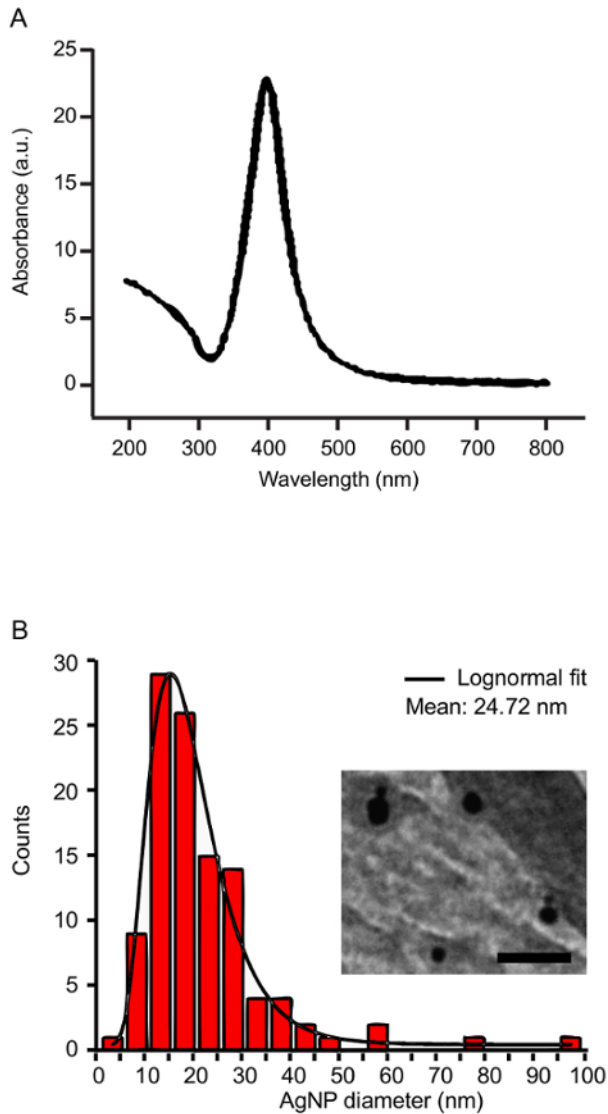 A
25
20
15
10
5
0
Absorbance (a.u.)
200 300 400 500 600 700 800
Wavelength (nm)
B
30
25
20
15
10
5
0
Counts
Lognormal fit
Mean: 24.72 nm
0 10 20 30 40 50 60 70 80 90 100
AgNP diameter (nm)